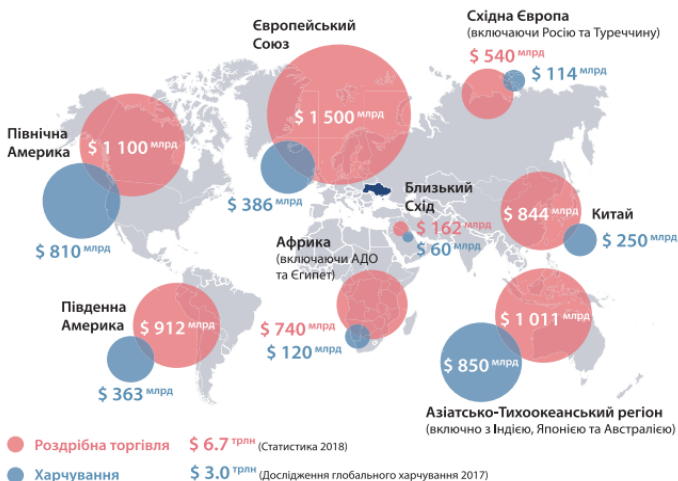 Європейський
Союз
$ 1 500 млрд
$ 386 млрд
Східна Європа
(включаючи Росію та Туреччину)
$ 540 млрд
$ 114 млрд
Північна
Америка
$ 1 100 млрд
$ 810 млрд
Близький
Схід
$ 162 млрд
$ 60 млрд
$ 844 млрд
Китай
$ 250 млрд
Африка
(включаючи АДО
та Єгипет)
$ 740 млрд
$ 120 млрд
Південна
Америка
$ 912 млрд
$ 363 млрд
$ 1 011 млрд
$ 850 млрд
Азіатсько-Тихоокеанський регіон
(включно з Індією, Японією та Австралією)
Роздрібна торгівля $ 6.7 трлн (Статистика 2018)
Харчування $ 3.0 трлн (Дослідження глобального харчування 2017)